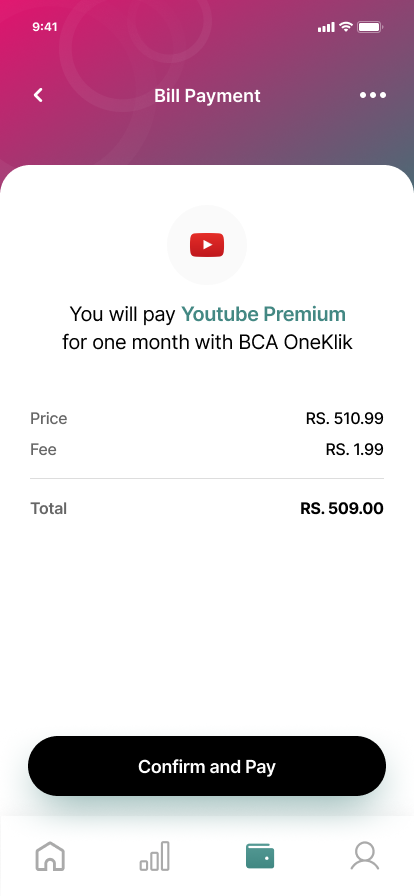 9:41
Bill Payment
You will pay Youtube Premium
for one month with BCA OneKlik
Price RS. 510.99
Fee RS. 1.99
Total RS. 509.00
Confirm and Pay